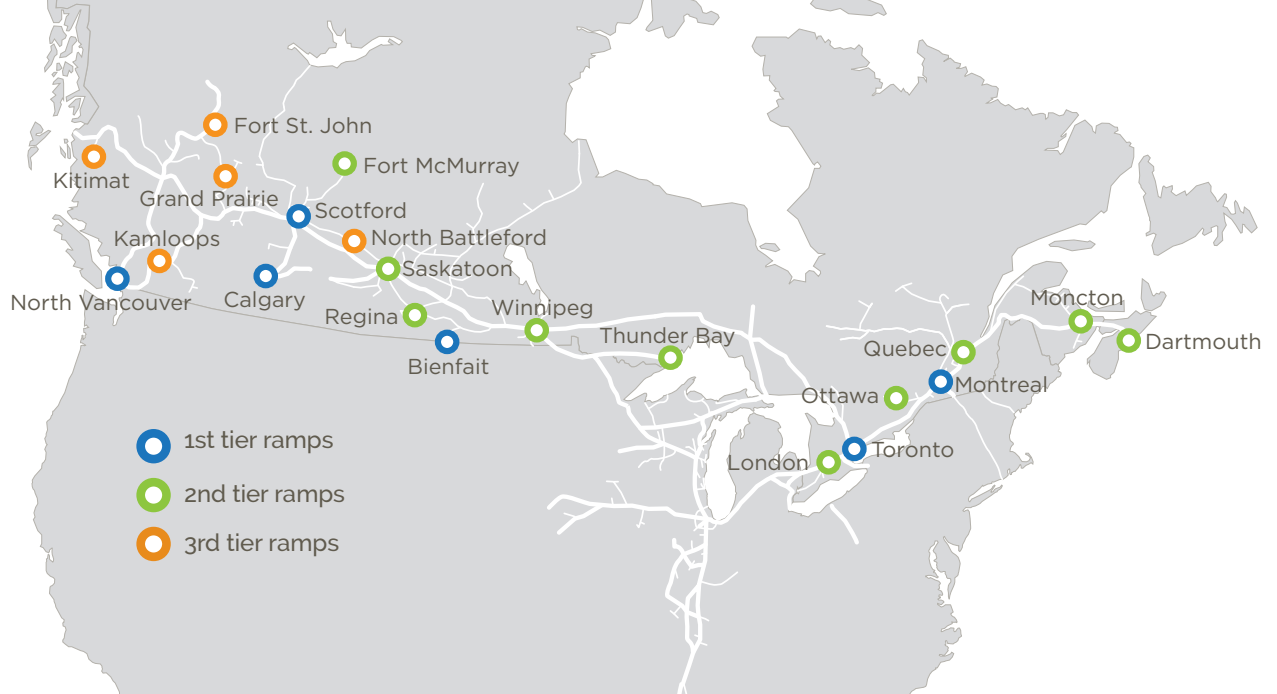 Fort St. John
Fort McMurray
Kitimat
Grand Prairie
Scotford
Kamloops
North Battleford
Saskatoon
North Vancouver
Calgary
Regina
Winnipeg
Bienfait
Thunder Bay
Moncton
Dartmouth
Quebec
Montreal
Ottawa
Toronto
London
1st tier ramps
2nd tier ramps
3rd tier ramps